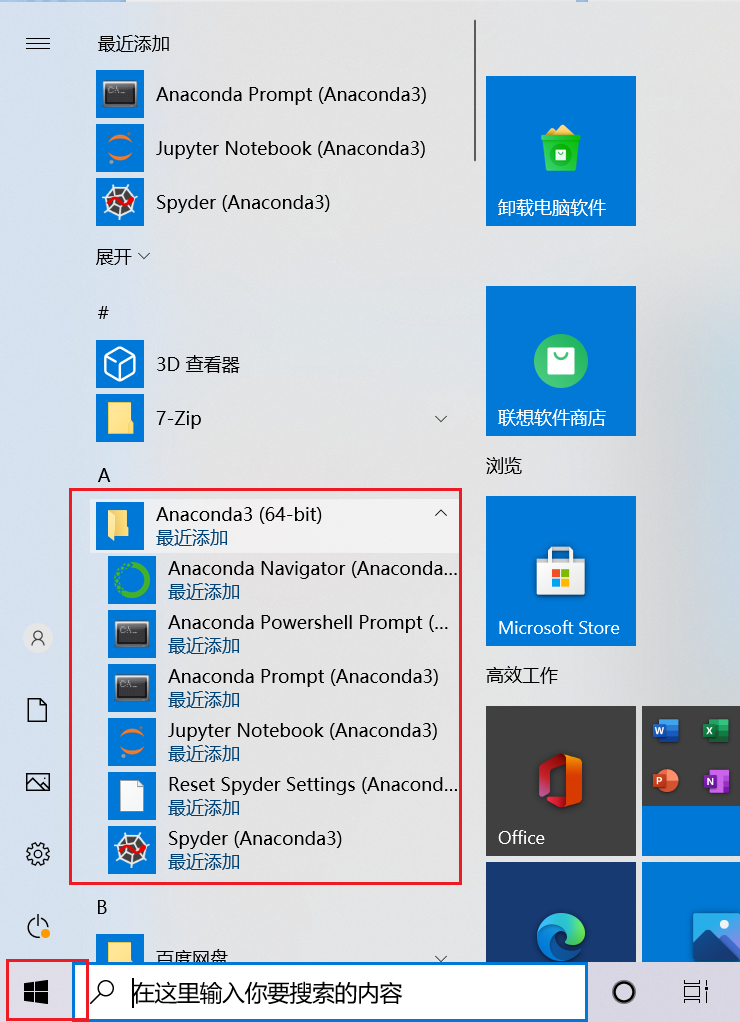 最近添加
Anaconda Prompt (Anaconda3)
Jupyter Notebook (Anaconda3)
Spyder (Anaconda3)
展开
#
3D 查看器
7-Zip
A
Anaconda3 (64-bit)
最近添加
Anaconda Navigator (Anaconda...
最近添加
Anaconda Powershell Prompt (...
最近添加
Anaconda Prompt (Anaconda3)
最近添加
Jupyter Notebook (Anaconda3)
最近添加
Reset Spyder Settings (Anacond...
最近添加
Spyder (Anaconda3)
最近添加
B
百度网盘
卸载电脑软件
联想软件商店
浏览
Microsoft Store
高效工作
Office
W
X
P
N
在这里输入你要搜索的内容